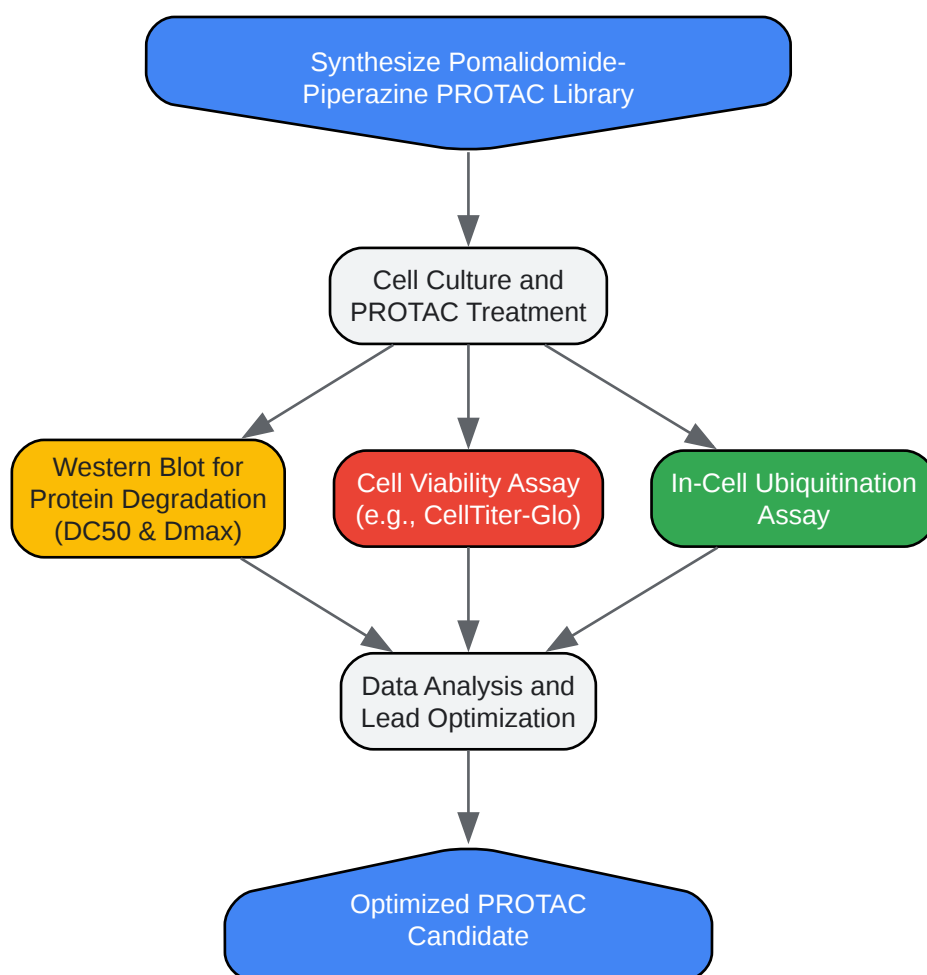 Synthesize Pomalidomide-
Piperazine PROTAC Library
Cell Culture and
PROTAC Treatment
Western Blot for
Protein Degradation
(DC50 & Dmax)
Cell Viability Assay
(e.g., CellTiter-Glo)
In-Cell Ubiquitination
Assay
Data Analysis and
Lead Optimization
Optimized PROTAC
Candidate